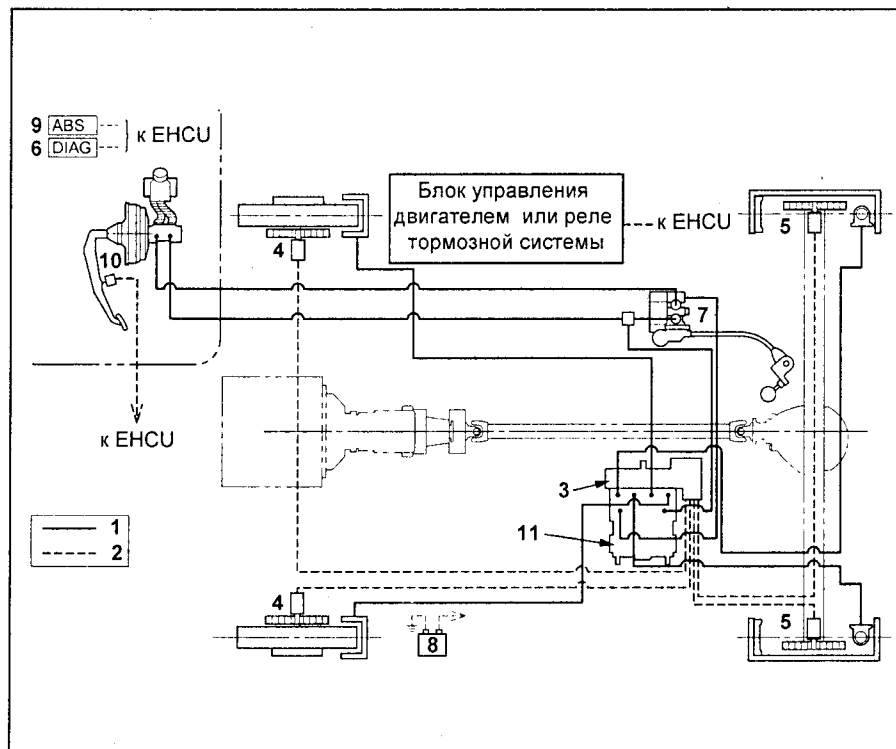 9 ABS
6 DIAG
к EHCU
Блок управления
двигателем или реле
тормозной системы
к EHCU
4
5
10
7
к EHCU
3
1
2
11
4
8
5